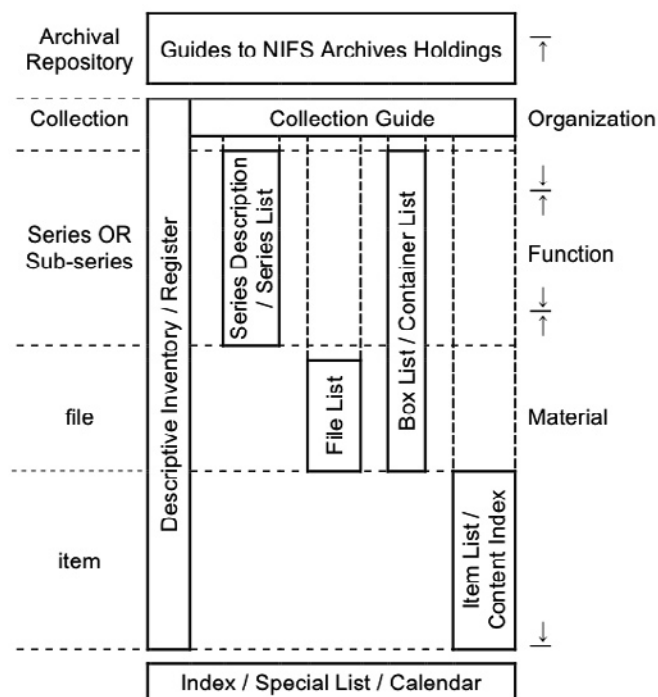 Archival
Repository
Guides to NIFS Archives Holdings
Collection
Collection Guide
Organization
Series OR
Sub-series
Descriptive Inventory / Register
Series Description
/ Series List
Box List / Container List
Function
file
File List
Material
item
Item List /
Content Index
Index / Special List / Calendar